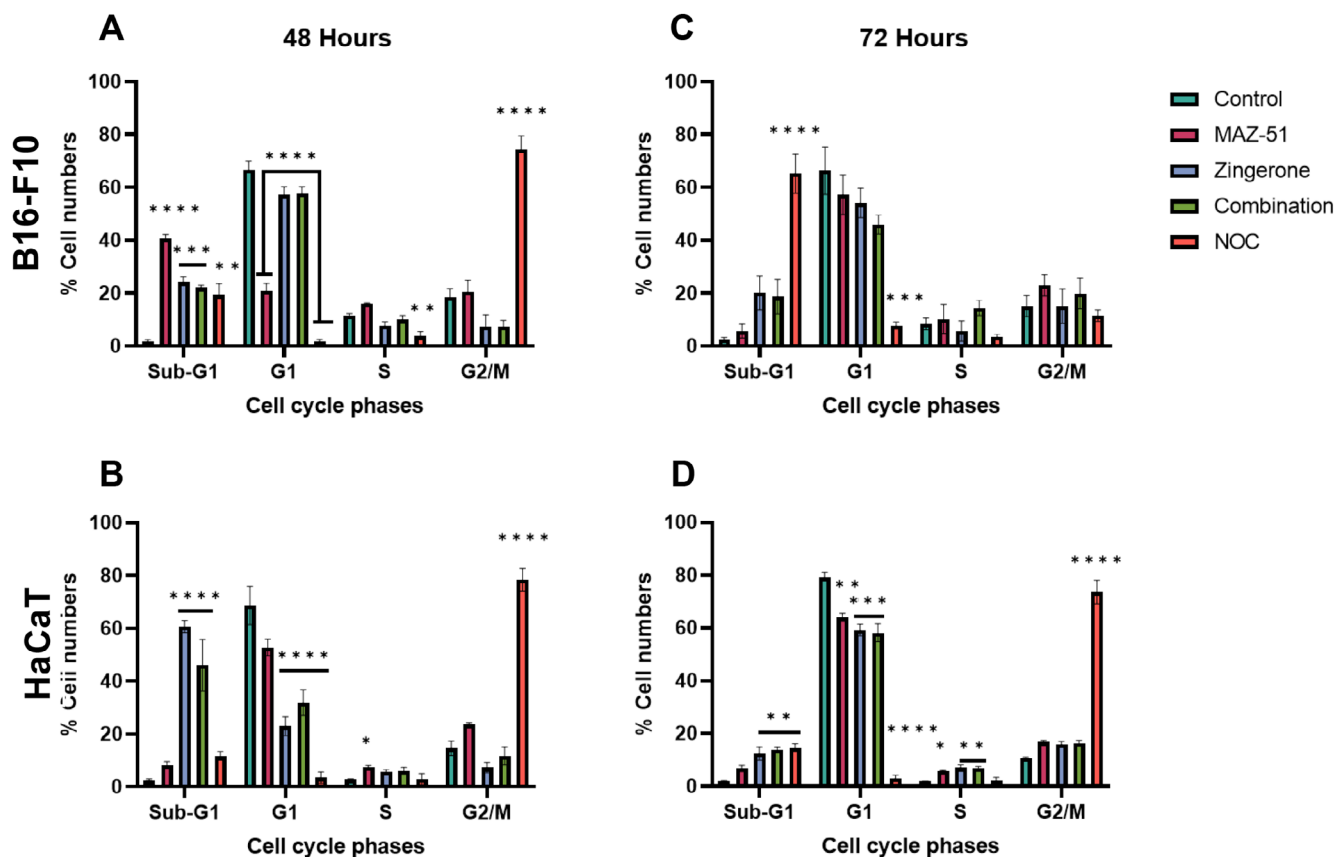 A
48 Hours
B16-F10
% Cell numbers
100
80
60
40
20
0
* * * *
* * *
* *
* * * *
* *
* * * *
Sub-G1
G1
S
G2/M
Cell cycle phases
C
72 Hours
% Cell numbers
100
80
60
40
20
0
* * * *
* * *
Sub-G1
G1
S
G2/M
Cell cycle phases
Control
MAZ-51
Zingerone
Combination
NOC
B
HaCaT
% Cell numbers
100
80
60
40
20
0
* * * *
* * * *
*
* * * *
Sub-G1
G1
S
G2/M
Cell cycle phases
D
% Cell numbers
100
80
60
40
20
0
* *
* *
* * *
* * * *
*
* *
* * * *
Sub-G1
G1
S
G2/M
Cell cycle phases